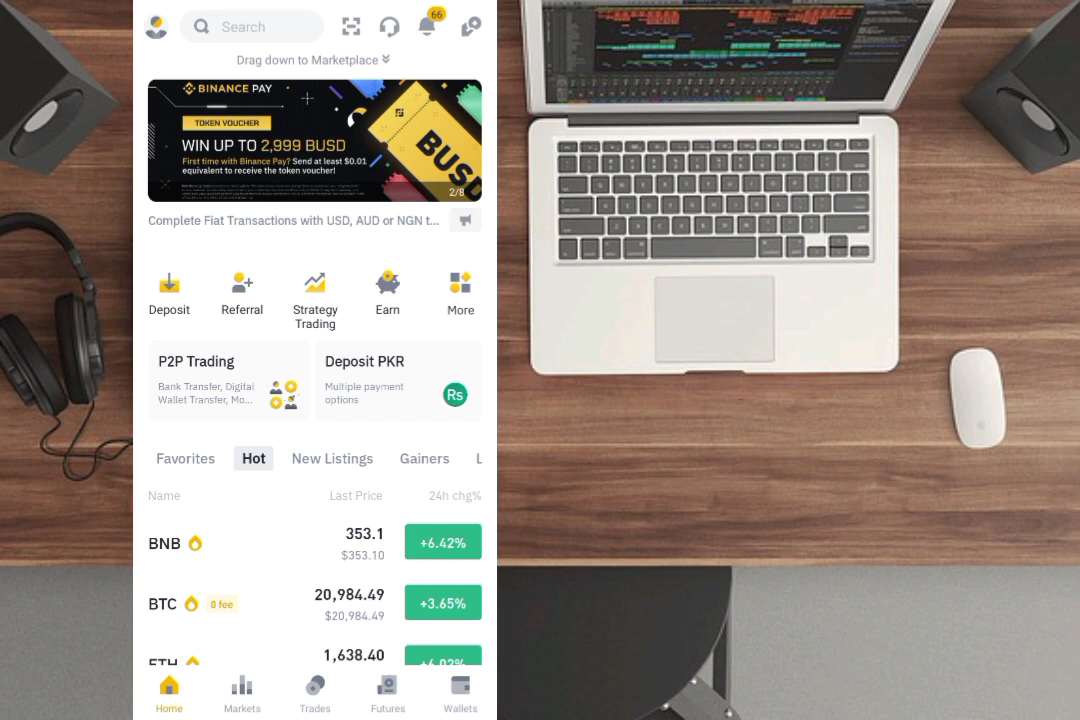 Search
66
Drag down to Marketplace
BINANCE PAY
TOKEN VOUCHER
WIN UP TO 2,999 BUSD
First time with Binance Pay? Send at least $0.01
equivalent to receive the token voucher!
BUSD
2/8
Complete Fiat Transactions with USD, AUD or NGN t...
Deposit
Referral
Strategy
Trading
Earn
More
P2P Trading
Bank Transfer, Digital
Wallet Transfer, Mo...
Deposit PKR
Multiple payment
options
Rs
Favorites Hot New Listings Gainers L
Name Last Price 24h chg%
BNB 353.1 +6.42%
$353.10
BTC 0 fee 20,984.49 +3.65%
$20,984.49
ETH 1,638.40 +6.02%
Home Markets Trades Futures Wallets